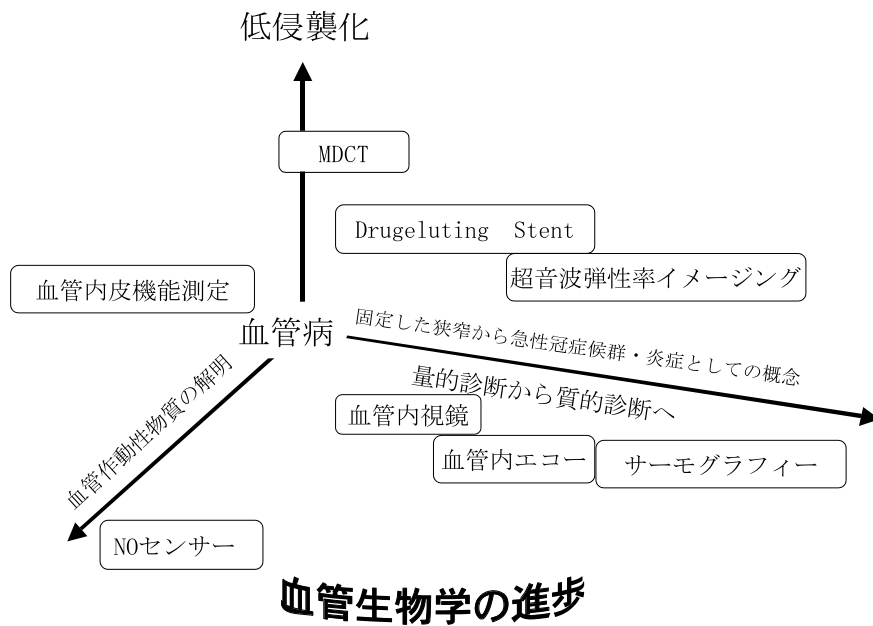 低侵襲化
MDCT
Drugeluting Stent
超音波弾性率イメージング
血管内皮機能測定
血管病
固定した狭窄から急性冠症候群・炎症としての概念
量的診断から質的診断へ
血管作動性物質の解明
血管内視鏡
血管内エコー
サーモグラフィー
NOセンサー
血管生物学の進歩